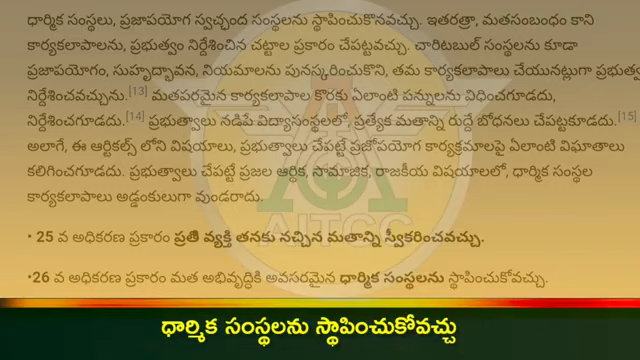 ధార్మిక సంస్థలు, ప్రజాపయోగ స్వచ్ఛంద సంస్థలను స్థాపించుకొనవచ్చు. ఇతరత్రా, మతసంబంధం కాని
కార్యకలాపాలను, ప్రభుత్వం నిర్దేశించిన చట్టాల ప్రకారం చేపట్టవచ్చు. చారిటబుల్ సంస్థలను కూడా
ప్రజాపయోగం, సుహృద్భావన, నియమాలను పునస్కరించుకొని, తమ కార్యకలాపాలు చేయునట్లుగా ప్రభుత్వ
నిర్దేశించవచ్చును.[13] మతపరమైన కార్యకలాపాల కొరకు ఏలాంటి పన్నులను విధించగూడదు,
నిర్దేశించగూడదు.[14] ప్రభుత్వాలు నడిపే విద్యాసంస్థలలో, ప్రత్యేక మతాన్ని రుద్దే బోధనలు చేపట్టకూడదు.[15]
అలాగే, ఈ ఆర్టికల్స్ లోని విషయాలు, ప్రభుత్వాలు చేపట్టే ప్రజోపయోగ కార్యక్రమాలపై ఏలాంటి విఘాతాలు
కలిగించగూడదు. ప్రభుత్వాలు చేపట్టే ప్రజల ఆర్థిక, సామాజిక, రాజకీయ విషయాలలో, ధార్మిక సంస్థల
కార్యకలాపాలు అడ్డంకులుగా వుండరాదు.
AITCC
• 25 వ అధికరణ ప్రకారం ప్రతీ వ్యక్తి తనకు నచ్చిన మతాన్ని స్వీకరించవచ్చు.
•26 వ అధికరణ ప్రకారం మత అభివృద్ధికి అవసరమైన ధార్మిక సంస్థలను స్థాపించుకోవచ్చు.
ధార్మిక సంస్థలను స్థాపించుకోవచ్చు